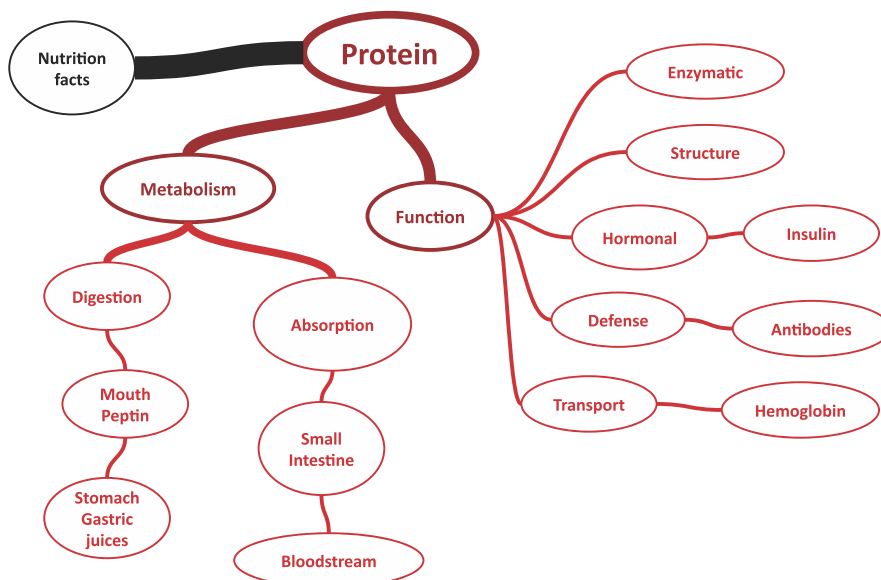 Nutrition
facts
Protein
Metabolism
Function
Digestion
Absorption
Mouth
Peptin
Small
Intestine
Stomach
Gastric
juices
Bloodstream
Enzymatic
Structure
Hormonal
Insulin
Defense
Antibodies
Transport
Hemoglobin